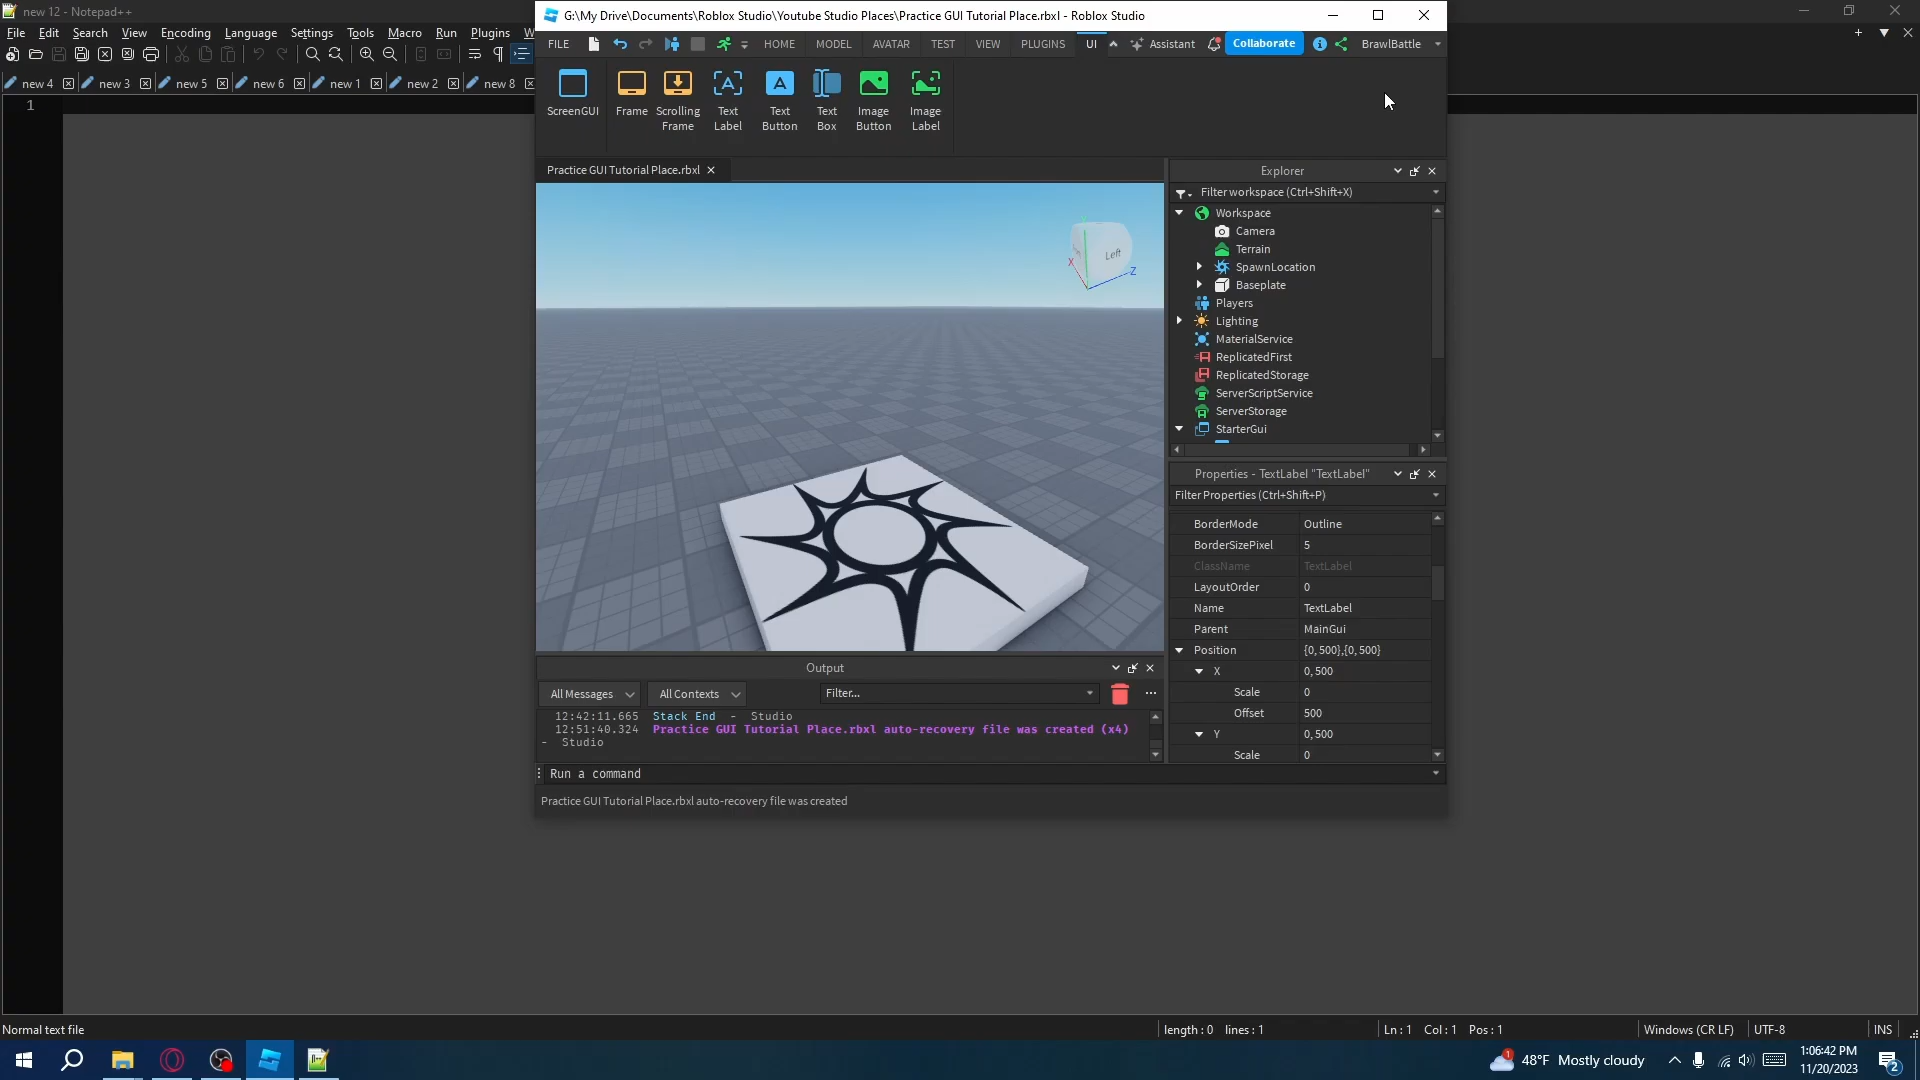 new 12 - Notepad++
File Edit Search View Encoding Language Settings Tools Macro Run Plugins W
new 4 new 3 new 5 new 6 new 1 new 2 new 8
1
G:\My Drive\Documents\Roblox Studio\Youtube Studio Places\Practice GUI Tutorial Place.rbxl - Roblox Studio
FILE HOME MODEL AVATAR TEST VIEW PLUGINS UI Assistant Collaborate BrawlBattle
ScreenGUI Frame Scrolling Frame Text Label Text Button Text Box Image Button Image Label
Practice GUI Tutorial Place.rbxl
Left
X
Z
Explorer
Filter workspace (Ctrl+Shift+X)
Workspace
Camera
Terrain
SpawnLocation
Baseplate
Players
Lighting
MaterialService
ReplicatedFirst
ReplicatedStorage
ServerScriptService
ServerStorage
StarterGui
Properties - TextLabel "TextLabel"
Filter Properties (Ctrl+Shift+P)
BorderMode Outline
BorderSizePixel 5
ClassName TextLabel
LayoutOrder 0
Name TextLabel
Parent MainGui
Position {0, 500},{0, 500}
X 0, 500
Scale 0
Offset 500
Y 0, 500
Scale 0
Output
All Messages All Contexts Filter...
12:42:11.665 Stack End - Studio
12:51:40.324 Practice GUI Tutorial Place.rbxl auto-recovery file was created (x4)
- Studio
Run a command
Practice GUI Tutorial Place.rbxl auto-recovery file was created
Normal text file length : 0 lines : 1 Ln : 1 Col : 1 Pos : 1 Windows (CR LF) UTF-8 INS
1 48°F Mostly cloudy 1:06:42 PM
11/20/2023 2